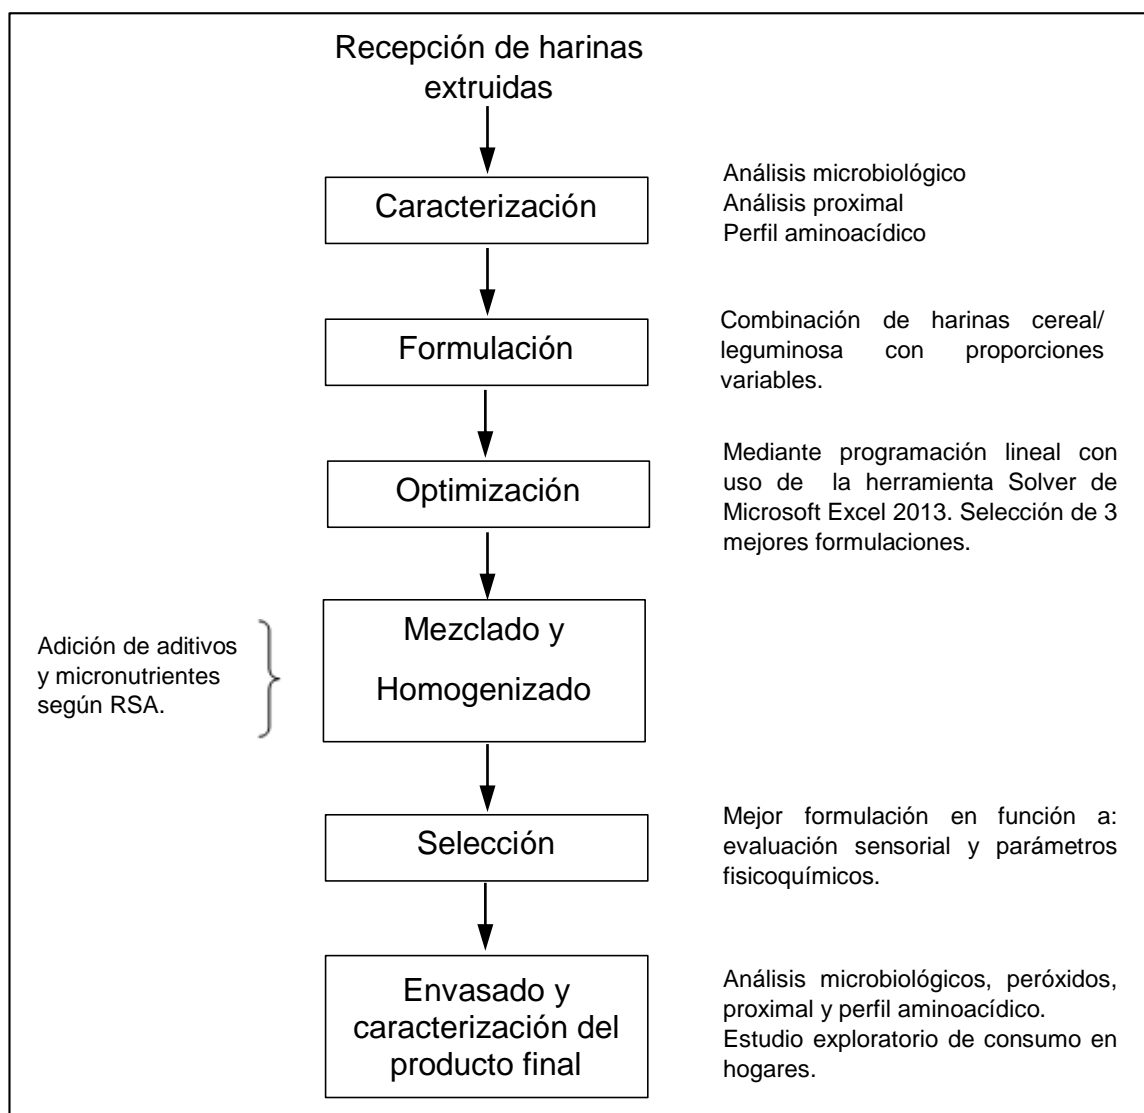 Recepción de harinas
extruidas
Caracterización
Análisis microbiológico
Análisis proximal
Perfil aminoacídico
Formulación
Combinación de harinas cereal/
leguminosa con proporciones
variables.
Optimización
Mediante programación lineal con
uso de la herramienta Solver de
Microsoft Excel 2013. Selección de 3
mejores formulaciones.
Adición de aditivos
y micronutrientes
según RSA.
Mezclado y
Homogenizado
Selección
Mejor formulación en función a:
evaluación sensorial y parámetros
fisicoquímicos.
Envasado y
caracterización del
producto final
Análisis microbiológicos, peróxidos,
proximal y perfil aminoacídico.
Estudio exploratorio de consumo en
hogares.